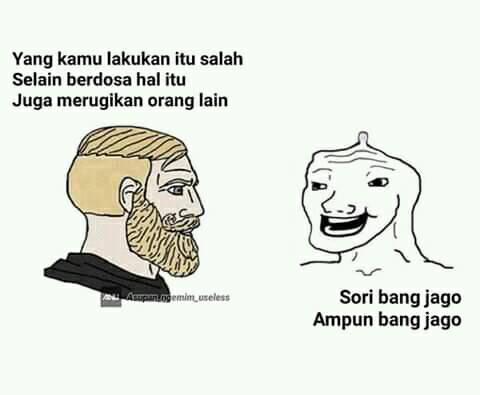 Yang kamu lakukan itu salah
Selain berdosa hal itu
Juga merugikan orang lain
Asupan_ngemim_useless
Sori bang jago
Ampun bang jago